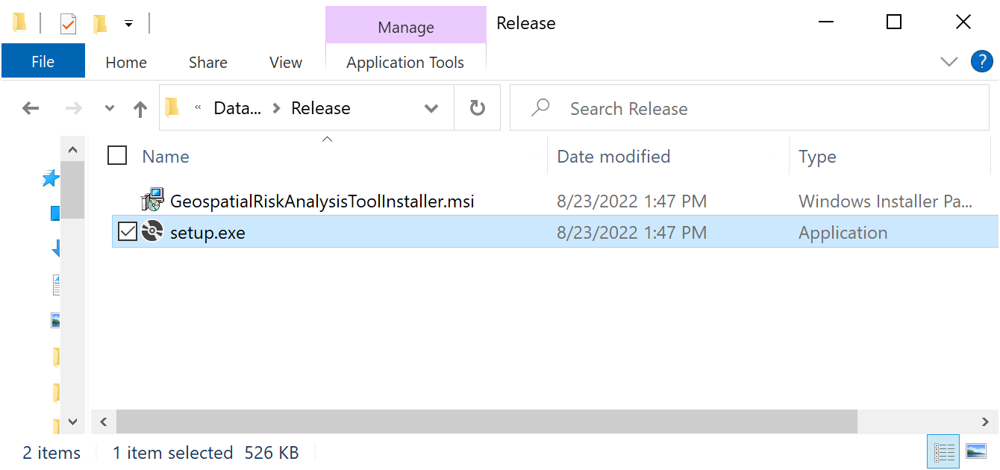 Manage Release
File Home Share View Application Tools ?
« Data... Release Search Release
Name Date modified Type
GeospatialRiskAnalysisToolInstaller.msi 8/23/2022 1:47 PM Windows Installer Pa...
setup.exe 8/23/2022 1:47 PM Application
2 items 1 item selected 526 KB